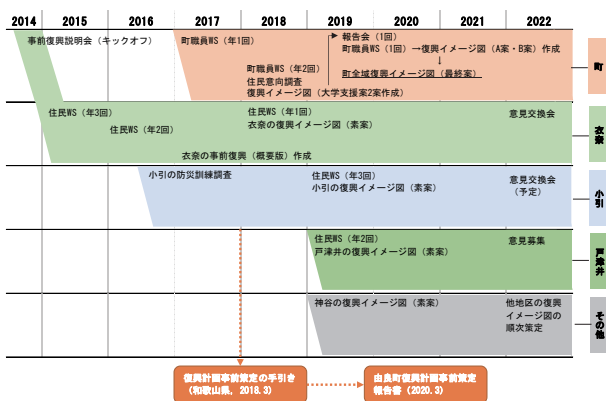 2014 2015 2016 2017 2018 2019 2020 2021 2022
事前復興説明会（キックオフ）
町職員WS（年1回）
報告会（1回）
町職員WS（1回）→復興イメージ図（A案・B案）作成
↓
町全域復興イメージ図（最終案）
町職員WS（年2回）
住民意向調査
復興イメージ図（大学支援案2案作成）
町
住民WS（年3回）
住民WS（年2回）
住民WS（年1回）
衣奈の復興イメージ図（素案）
意見交換会
衣奈の事前復興（概要版）作成
衣奈
小引の防災訓練調査
住民WS（年3回）
小引の復興イメージ図（素案）
意見交換会
（予定）
小引
住民WS（年2回）
戸津井の復興イメージ図（素案）
意見募集
戸津井
神谷の復興イメージ図（素案）
他地区の復興
イメージ図の
順次策定
その他
復興計画事前策定の手引き
（和歌山県, 2018.3）
由良町復興計画事前策定
報告書（2020.3）